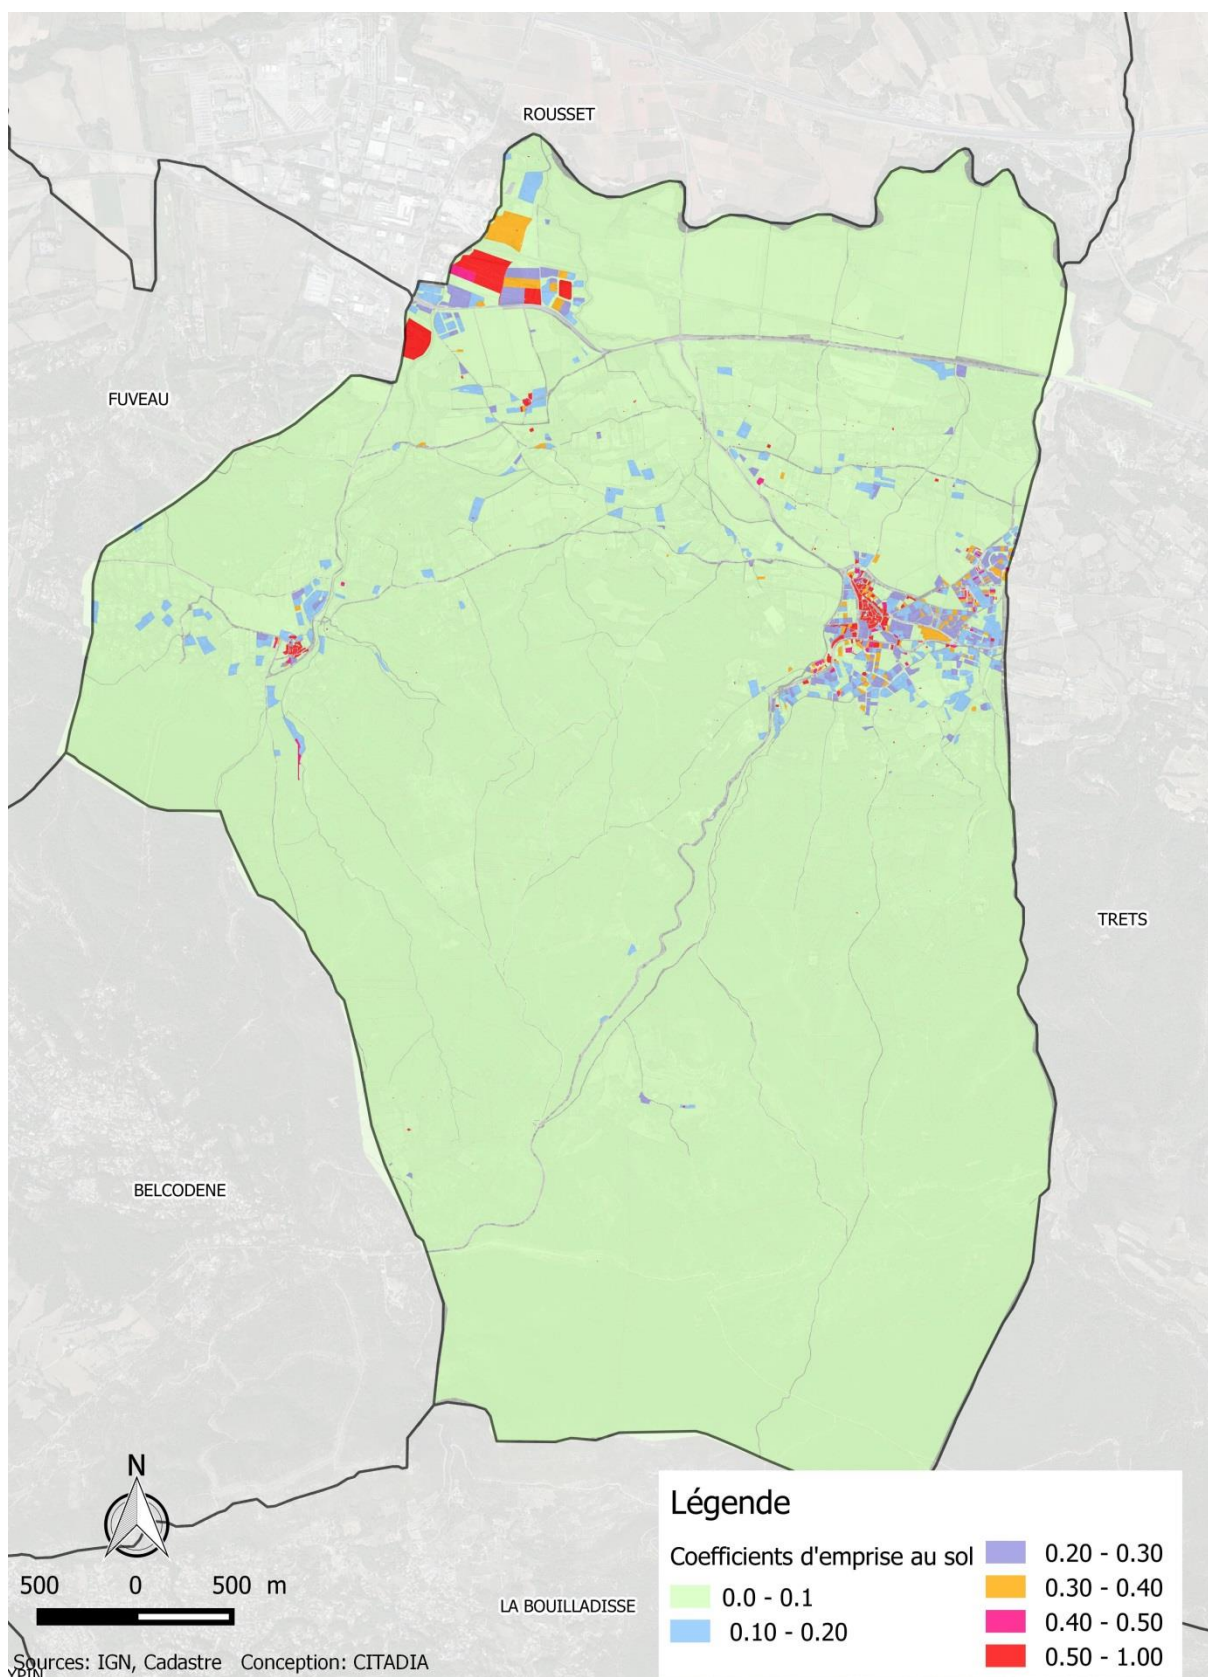 ROUSSET
FUVEAU
TRETS
BELCODENE
N
500 0 500 m
LA BOUILLADISSE
Sources: IGN, Cadastre Conception: CITADIA
Légende
Coefficients d'emprise au sol
0.0 - 0.1
0.10 - 0.20
0.20 - 0.30
0.30 - 0.40
0.40 - 0.50
0.50 - 1.00